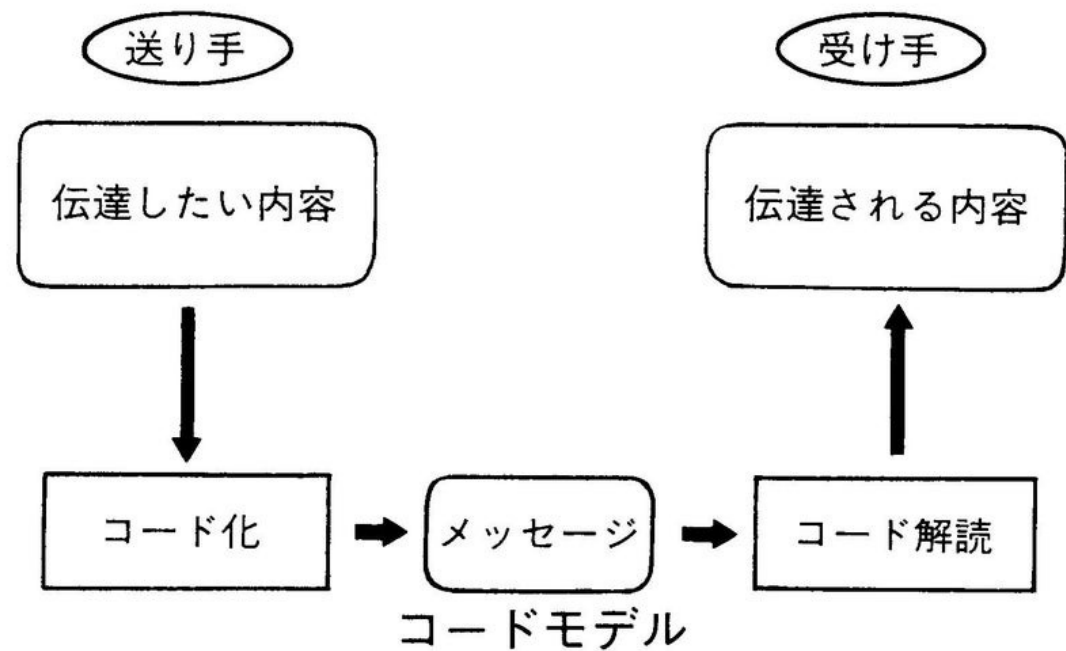 送り手
受け手
伝達したい内容
伝達される内容
コード化
メッセージ
コード解読
コードモデル